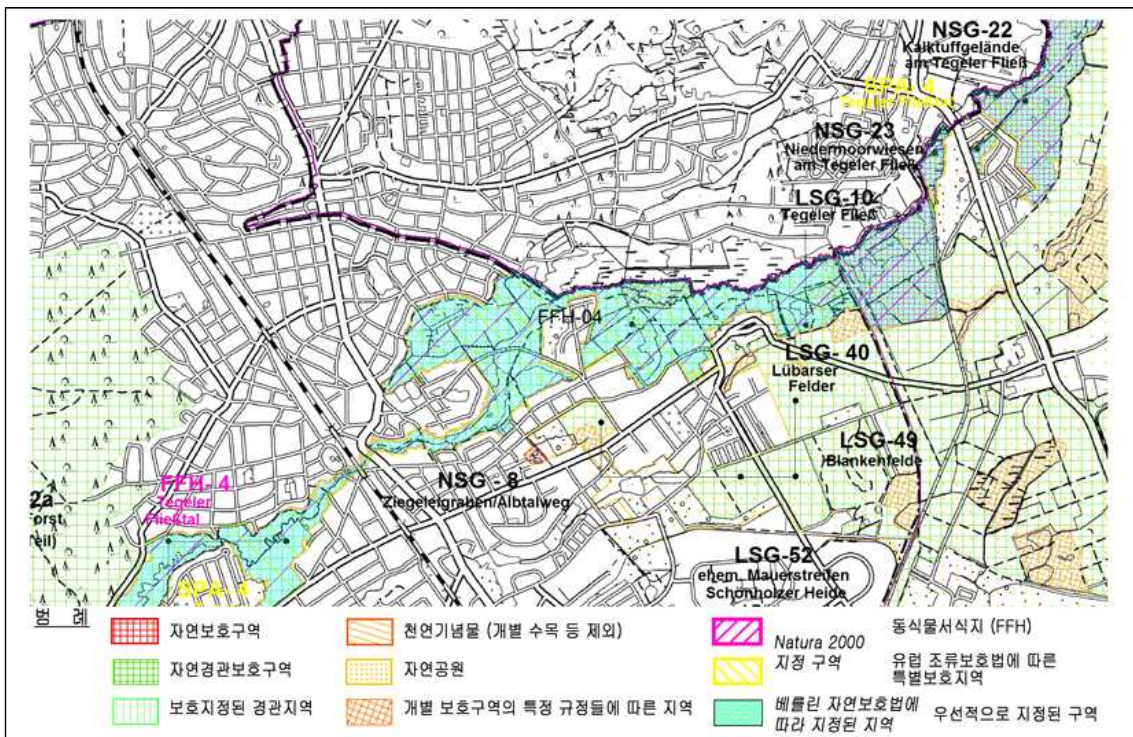 NSG-22
Kalktuffgelände
am Tegeler Fließ
SPA- 4
Tegeler Fließtal
NSG-23
Niedermoorwiesen
am Tegeler Fließ
LSG-10
Tegeler Fließ
FFH-04
LSG- 40
Lübarser
Felder
LSG-49
Blankenfelde
NSG - 8
Ziegeleigraben/Albtalweg
FFH- 4
Tegeler
Fließtal
2a
orst
eil)
SPA- 4
LSG-52
ehem. Mauerstreifen
Schönholzer Heide
범 례
자연보호구역
자연경관보호구역
보호지정된 경관지역
천연기념물 (개별 수목 등 제외)
자연공원
개별 보호구역의 특정 규정들에 따른 지역
Natura 2000
지정 구역
동식물서식지 (FFH)
유럽 조류보호법에 따른
특별보호지역
베를린 자연보호법에
따라 지정된 지역
우선적으로 지정된 구역